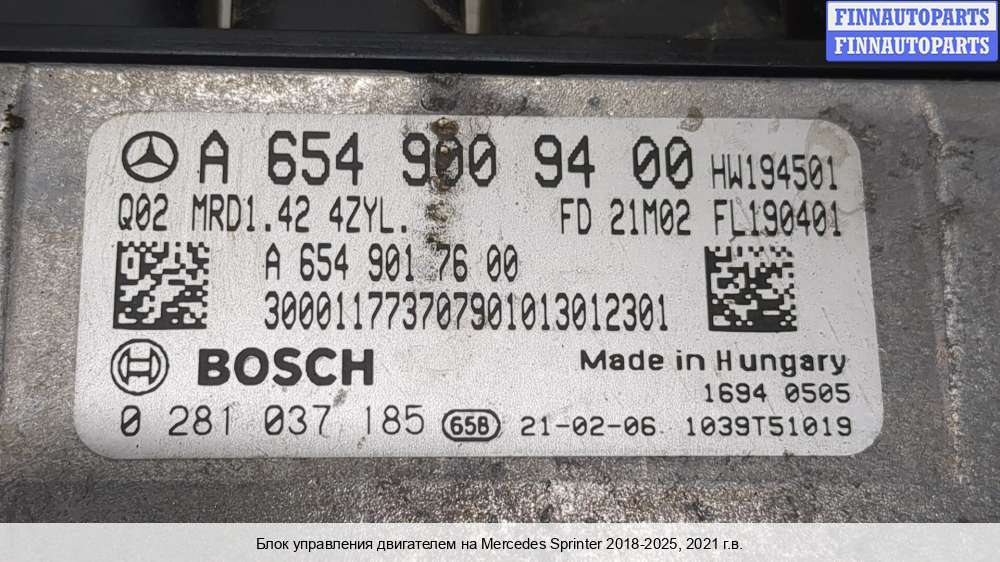 FINNAUTOPARTS
FINNAUTOPARTS
A 654 900 94 00 HW194501
Q02 MRD1.42 4ZYL. FD 21M02 FL190401
A 654 901 76 00
300011773707901013012301
BOSCH Made in Hungary
1694 0505
0 281 037 185 658 21-02-06 1039T51019
Блок управления двигателем на Mercedes Sprinter 2018-2025, 2021 г.в.